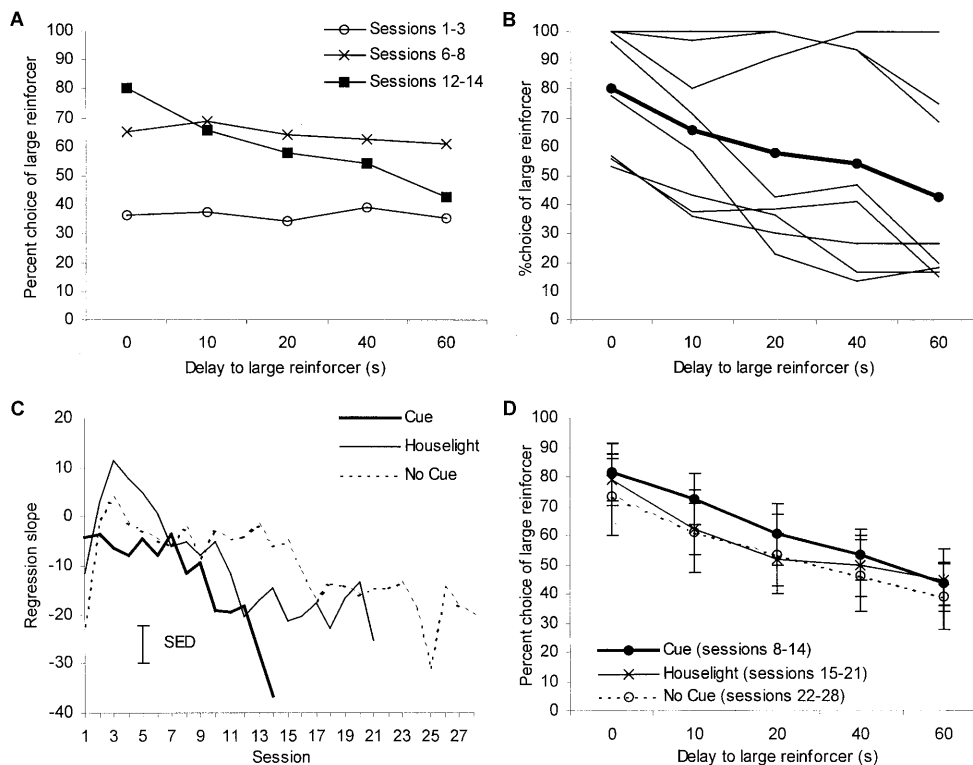 A
100
90
80
70
60
50
40
30
20
10
0
Percent choice of large reinforcer
Sessions 1-3
Sessions 6-8
Sessions 12-14
0 10 20 40 60
Delay to large reinforcer (s)
B
100
90
80
70
60
50
40
30
20
10
0
%choice of large reinforcer
0 10 20 40 60
Delay to large reinforcer (s)
C
20
10
0
-10
-20
-30
-40
Regression slope
Cue
Houselight
No Cue
SED
1 3 5 7 9 11 13 15 17 19 21 23 25 27
Session
D
100
90
80
70
60
50
40
30
20
10
0
Percent choice of large reinforcer
Cue (sessions 8-14)
Houselight (sessions 15-21)
No Cue (sessions 22-28)
0 10 20 40 60
Delay to large reinforcer (s)